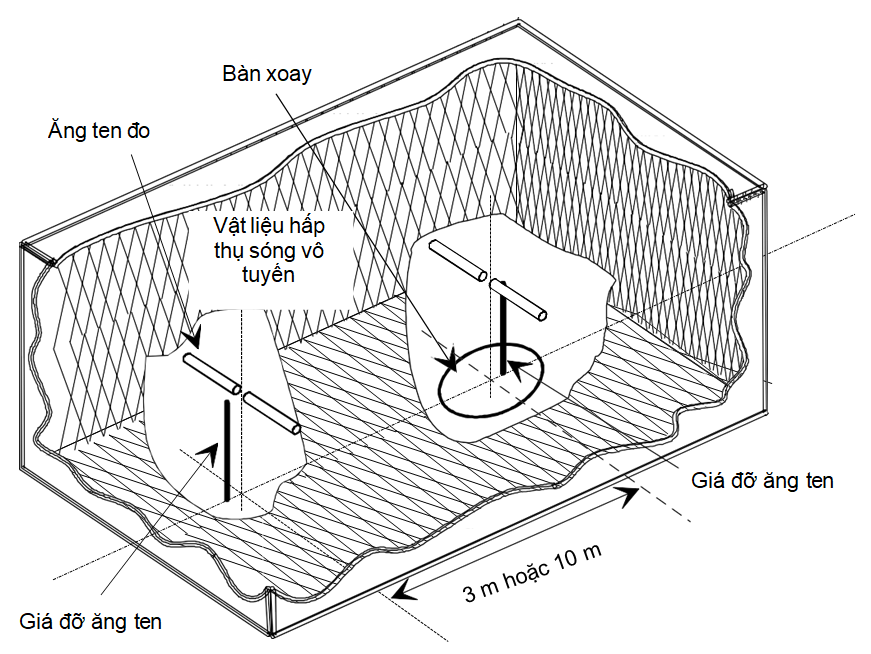 Bàn xoay
Ăng ten đo
Vật liệu hấp
thụ sóng vô
tuyến
Giá đỡ ăng ten
3 m hoặc 10 m
Giá đỡ ăng ten